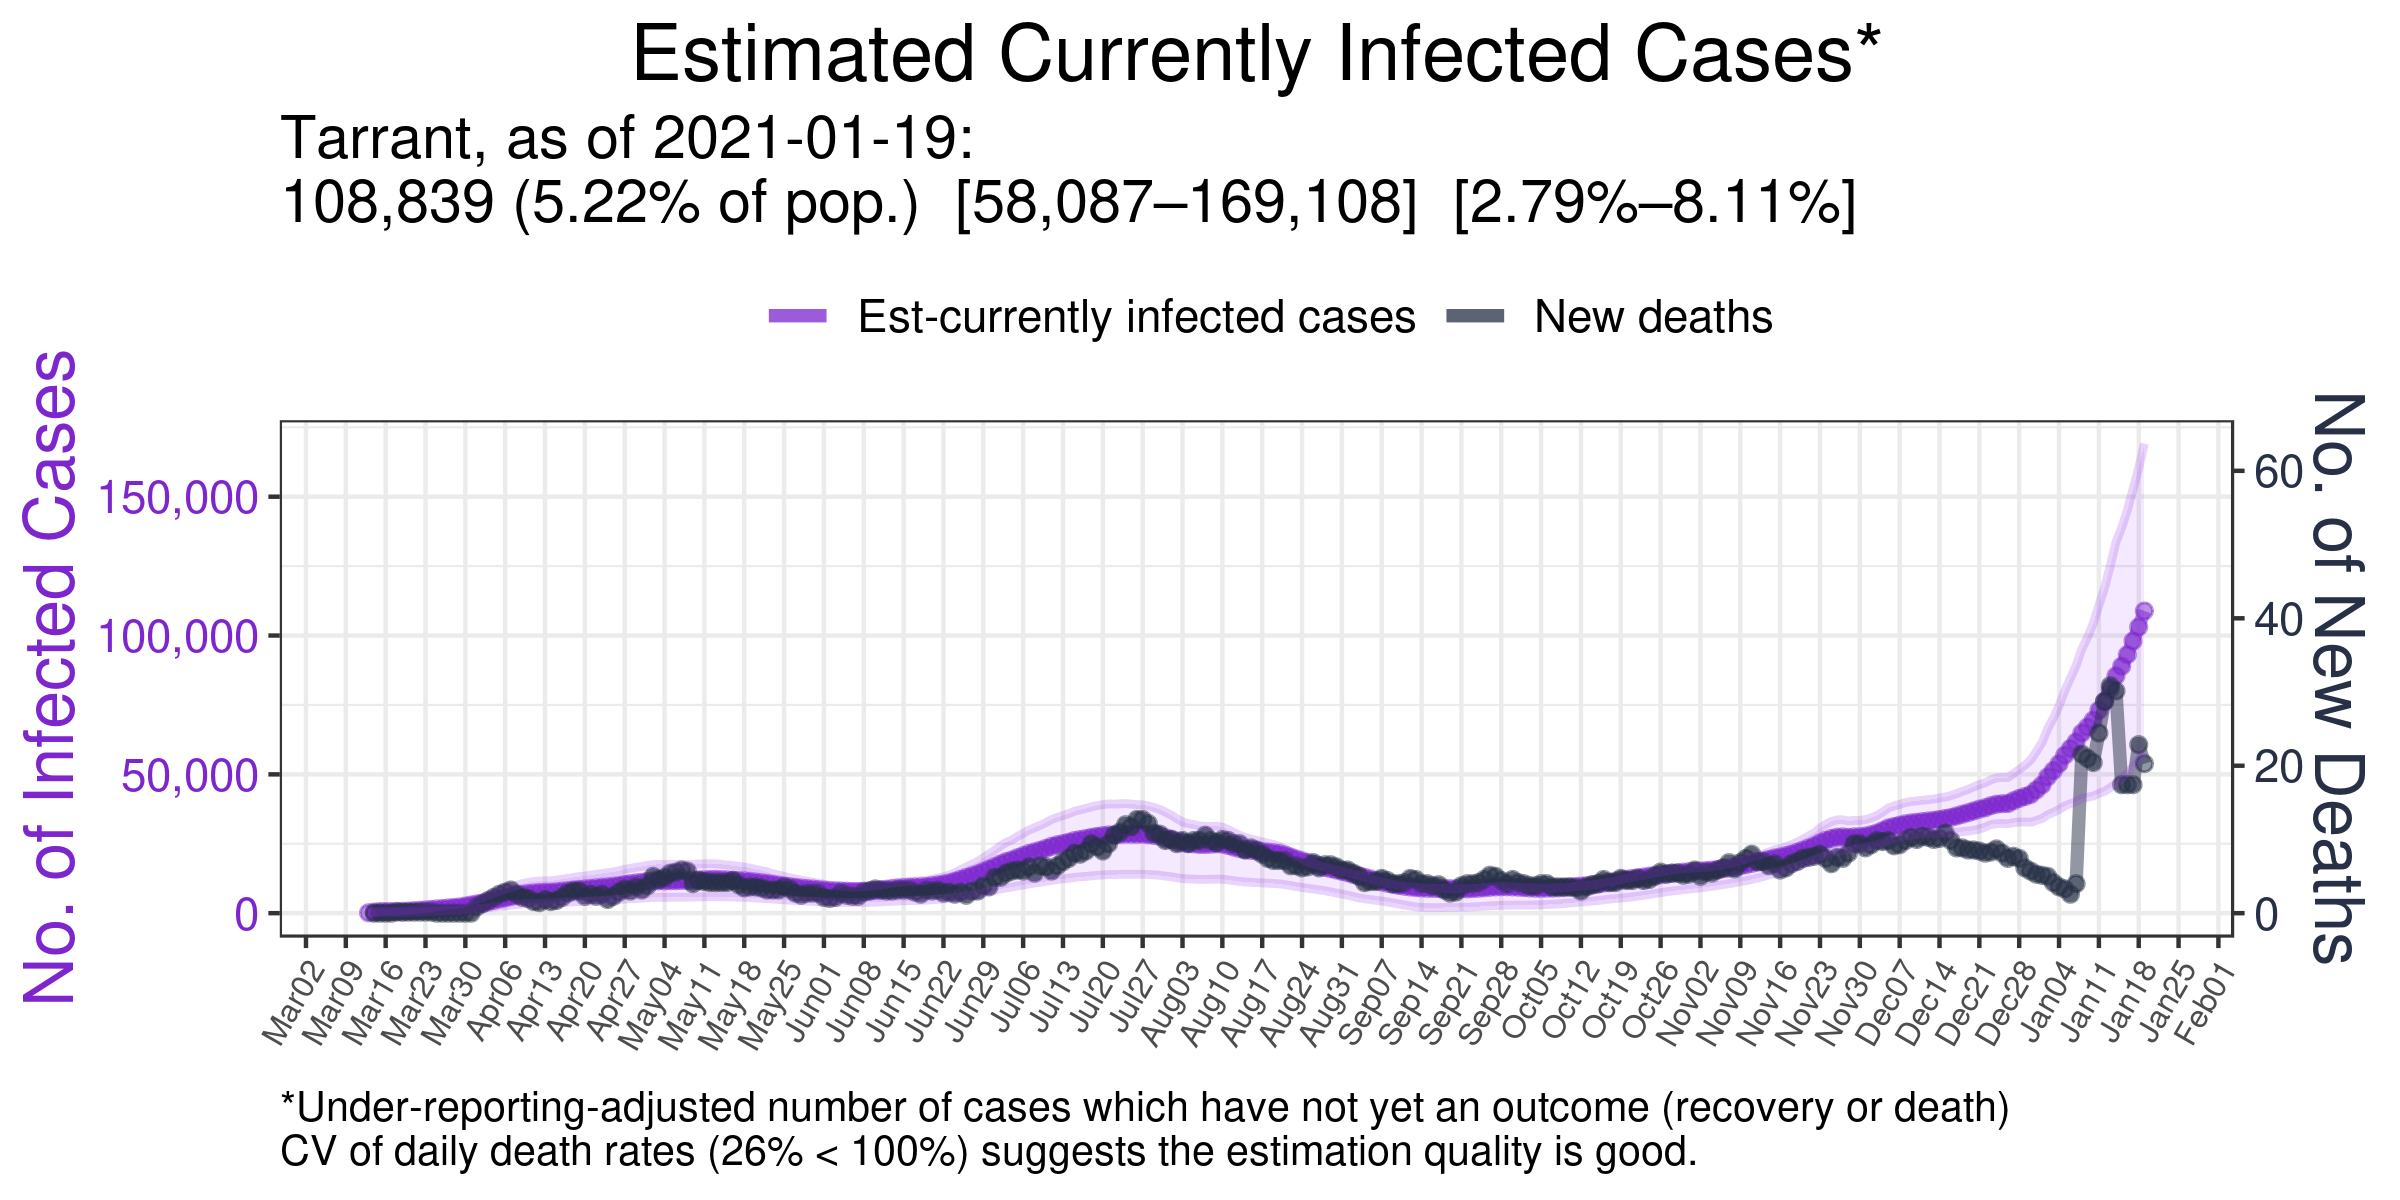 Estimated Currently Infected Cases*
Tarrant, as of 2021-01-19:
108,839 (5.22% of pop.)  [58,087–169,108]  [2.79%–8.11%]
Est-currently infected cases
New deaths
No. of Infected Cases
150,000
100,000
50,000
0
60
40
20
0
No. of New Deaths
Mar02
Mar09
Mar16
Mar23
Mar30
Apr06
Apr13
Apr20
Apr27
May04
May11
May18
May25
Jun01
Jun08
Jun15
Jun22
Jun29
Jul06
Jul13
Jul20
Jul27
Aug03
Aug10
Aug17
Aug24
Aug31
Sep07
Sep14
Sep21
Sep28
Oct05
Oct12
Oct19
Oct26
Nov02
Nov09
Nov16
Nov23
Nov30
Dec07
Dec14
Dec21
Dec28
Jan04
Jan11
Jan18
Jan25
Feb01
*Under-reporting-adjusted number of cases which have not yet an outcome (recovery or death)
CV of daily death rates (26% < 100%) suggests the estimation quality is good.